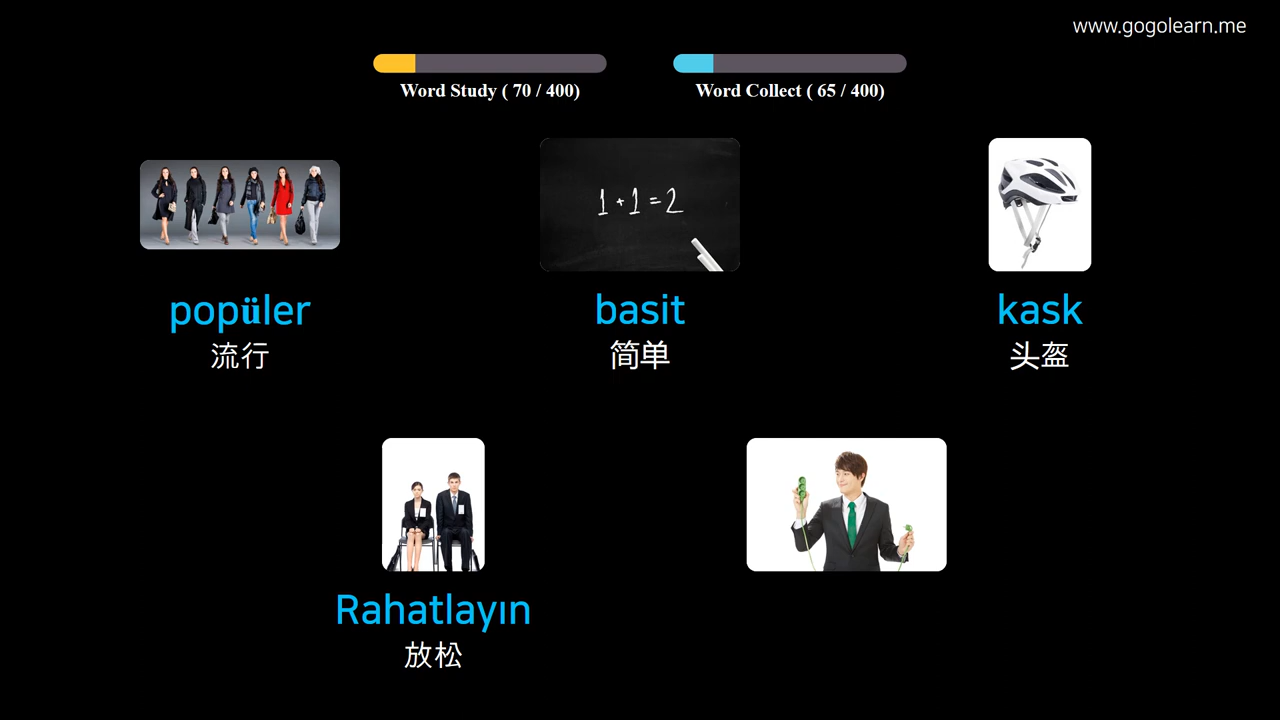 www.gogolearn.me
Word Study ( 70 / 400)
Word Collect ( 65 / 400)
1+1=2
popüler
流行
basit
简单
kask
头盔
Rahatlayın
放松